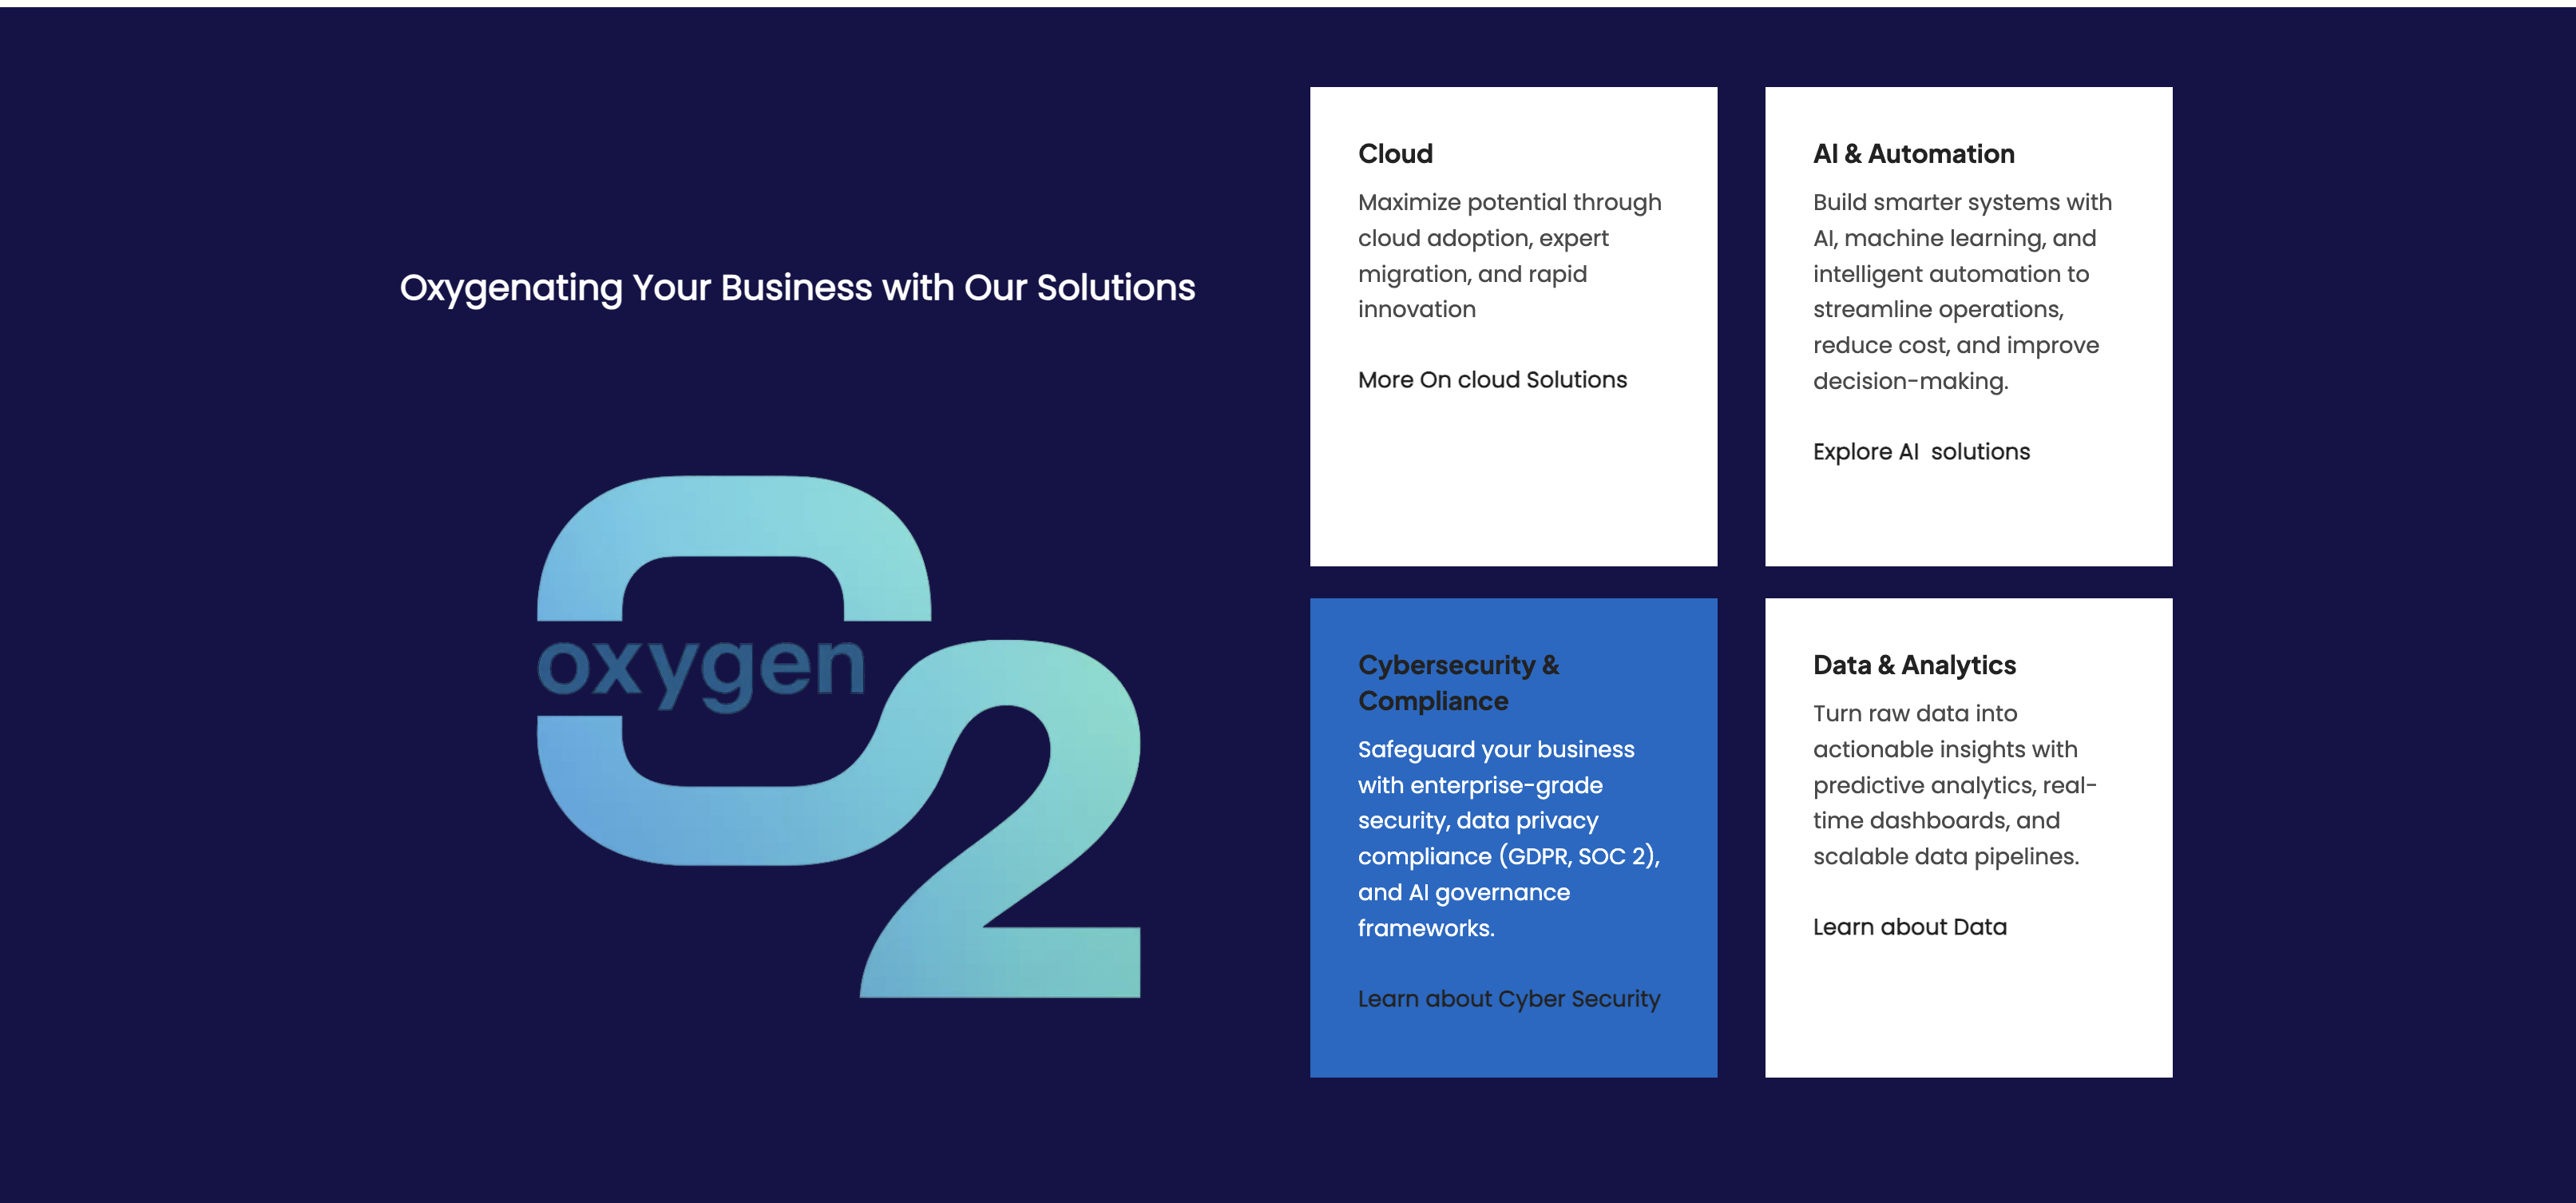 Oxygenating Your Business with Our Solutions
oxygen
O2
Cloud
Maximize potential through
cloud adoption, expert
migration, and rapid
innovation
More On cloud Solutions
AI & Automation
Build smarter systems with
AI, machine learning, and
intelligent automation to
streamline operations,
reduce cost, and improve
decision-making.
Explore AI  solutions
Cybersecurity &
Compliance
Safeguard your business
with enterprise-grade
security, data privacy
compliance (GDPR, SOC 2),
and AI governance
frameworks.
Learn about Cyber Security
Data & Analytics
Turn raw data into
actionable insights with
predictive analytics, real-
time dashboards, and
scalable data pipelines.
Learn about Data